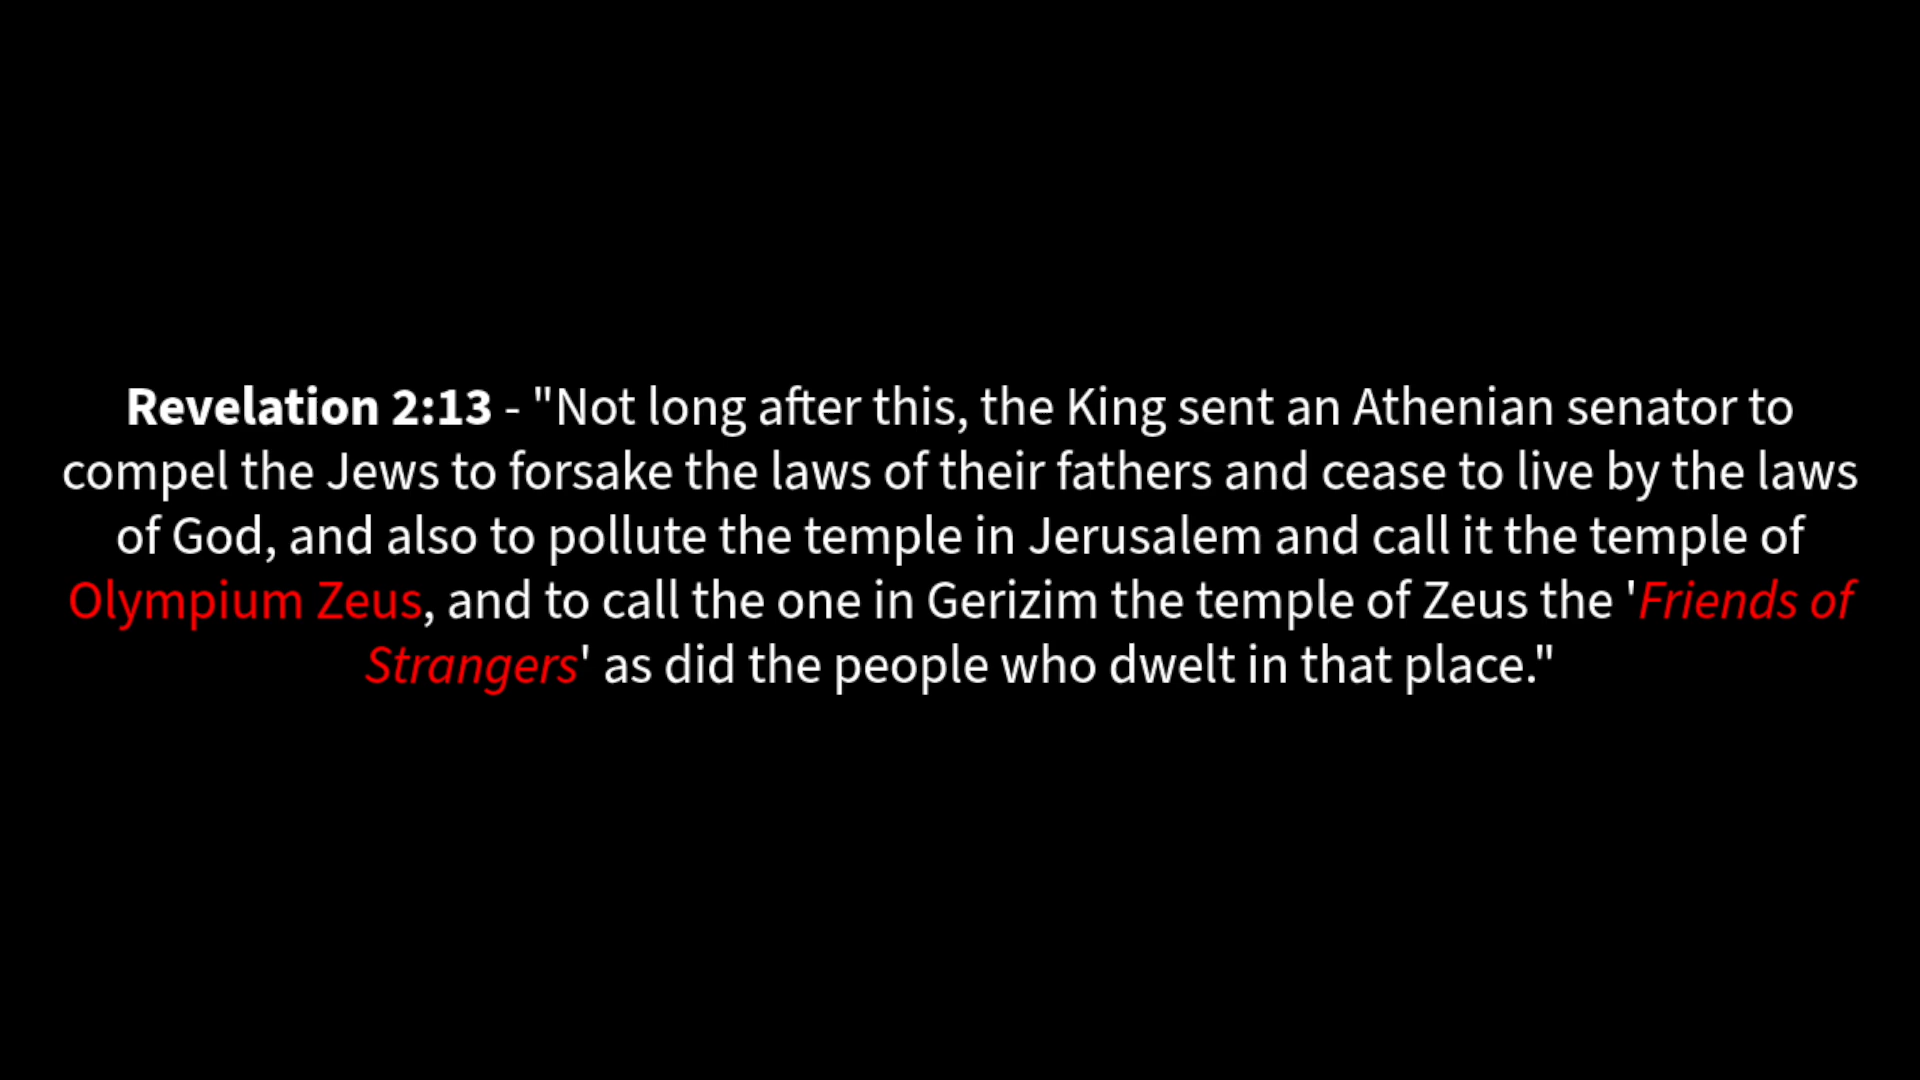 Revelation 2:13 - "Not long after this, the King sent an Athenian senator to
compel the Jews to forsake the laws of their fathers and cease to live by the laws
of God, and also to pollute the temple in Jerusalem and call it the temple of
Olympium Zeus, and to call the one in Gerizim the temple of Zeus the 'Friends of
Strangers' as did the people who dwelt in that place."